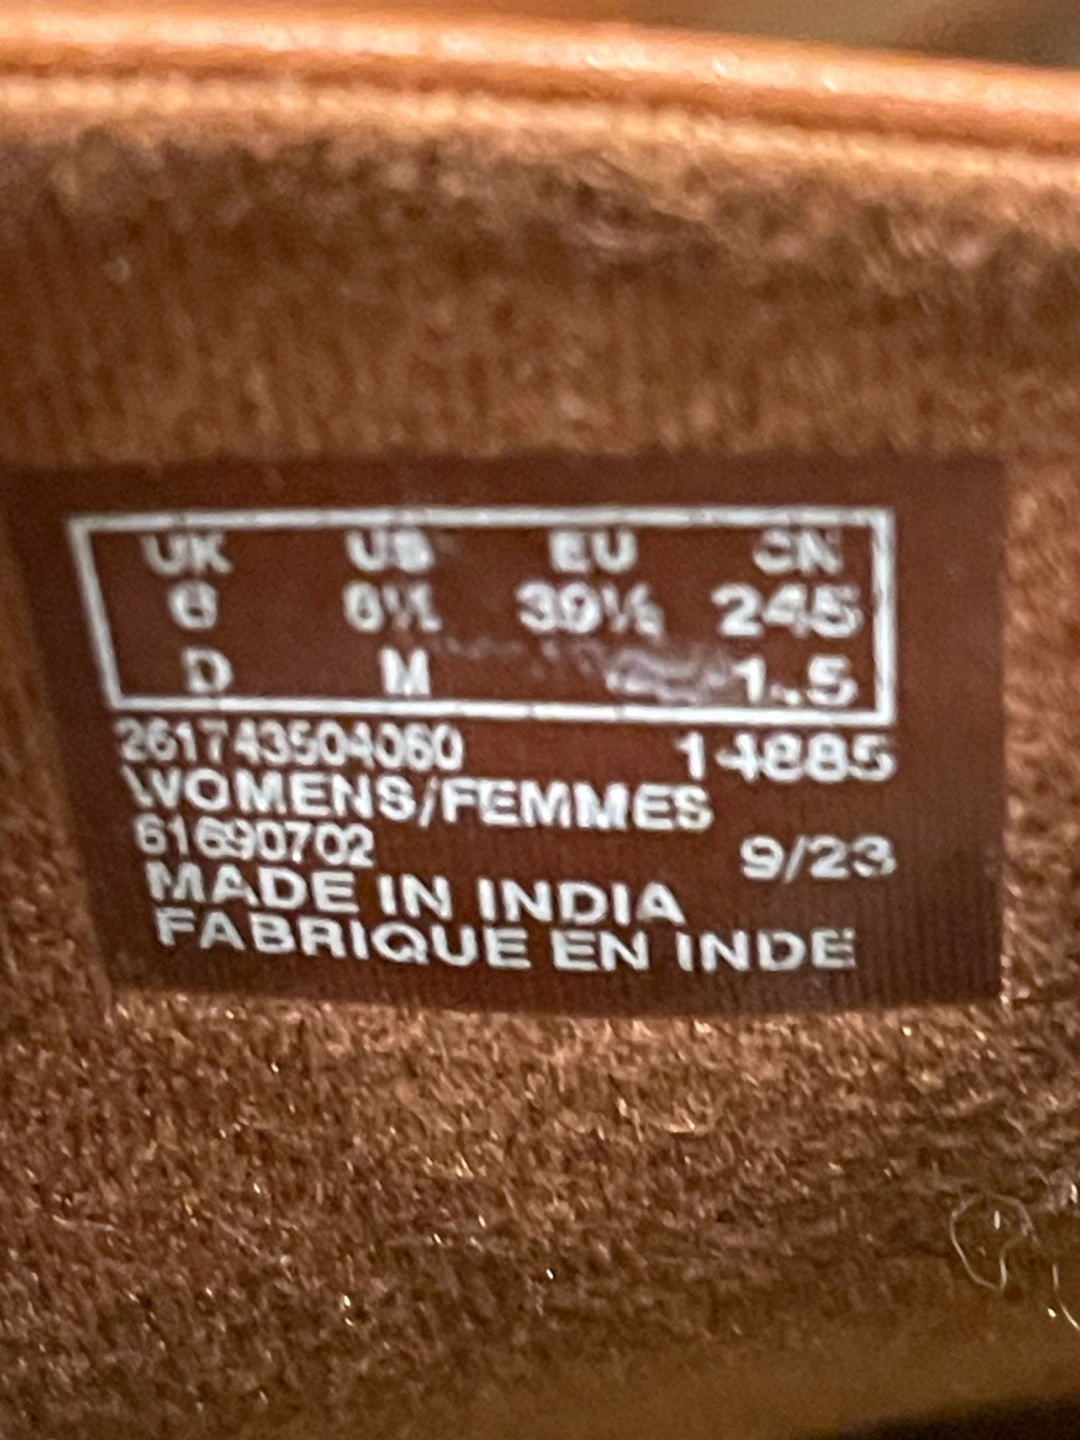 UK US EU CN
6 8½ 39½ 245
D M 1.5
261743504060 14885
WOMENS/FEMMES
61690702 9/23
MADE IN INDIA
FABRIQUE EN INDE